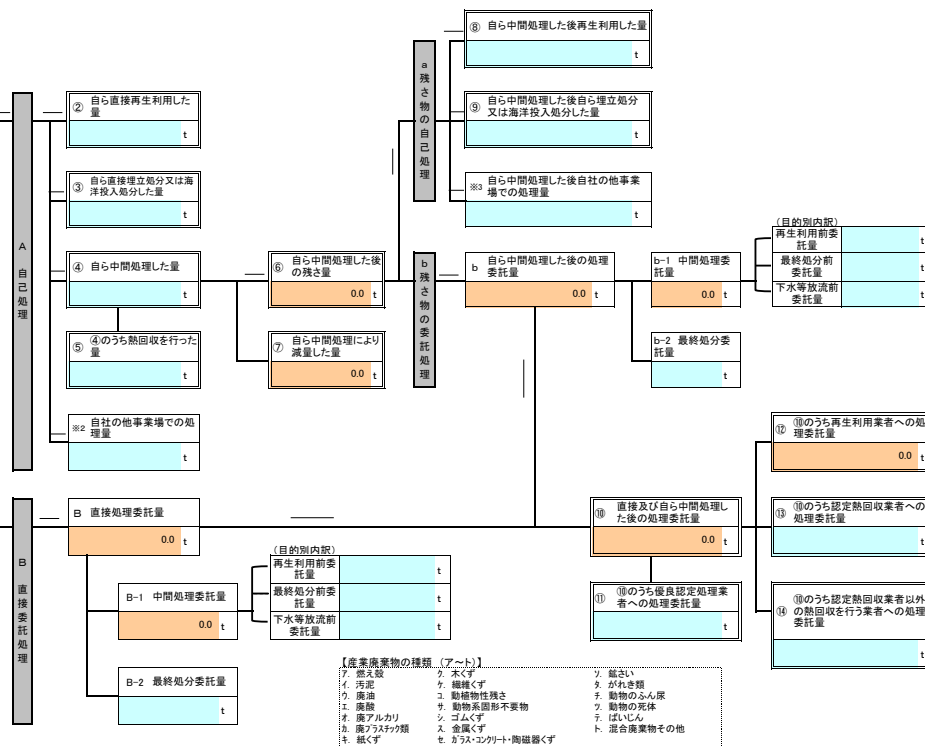 ⑧ 自ら中間処理した後再生利用した量
t
a 残さ物の自己処理
② 自ら直接再生利用した
量
t
⑨ 自ら中間処理した後自ら埋立処分
又は海洋投入処分した量
t
③ 自ら直接埋立処分又は海
洋投入処分した量
t
※3 自ら中間処理した後自社の他事業
場での処理量
t
A 自己処理
④ 自ら中間処理した量
t
⑥ 自ら中間処理した後
の残さ量
0.0 t
b 残さ物の委託処理
b 自ら中間処理した後の処理
委託量
0.0 t
b-1 中間処理委
託量
0.0 t
(目的別内訳)
再生利用前委
託量
t
最終処分前
委託量
t
下水等放流前
委託量
t
⑤ ④のうち熱回収を行った
量
t
⑦ 自ら中間処理により
減量した量
0.0 t
b-2 最終処分委
託量
t
※2 自社の他事業場での処
理量
t
⑫ ⑩のうち再生利用業者への処
理委託量
0.0 t
B 直接委託処理
B 直接処理委託量
0.0 t
⑩ 直接及び自ら中間処理し
た後の処理委託量
0.0 t
⑬ ⑩のうち認定熱回収業者への
処理委託量
t
(目的別内訳)
再生利用前委
託量
t
最終処分前委
託量
t
下水等放流前
委託量
t
B-1 中間処理委託量
0.0 t
⑪ ⑩のうち優良認定処理業
者への処理委託量
t
⑭ ⑩のうち認定熱回収業者以外
の熱回収を行う業者への処理
委託量
t
B-2 最終処分委託量
t
【産業廃棄物の種類 (ア~ト)】
ア. 燃え殻 ク. 木くず ソ. 鉱さい
イ. 汚泥 ケ. 繊維くず タ. がれき類
ウ. 廃油 コ. 動植物性残さ チ. 動物のふん尿
エ. 廃酸 サ. 動物系固形不要物 ツ. 動物の死体
オ. 廃アルカリ シ. ゴムくず テ. ばいじん
カ. 廃プラスチック類 ス. 金属くず ト. 混合廃棄物その他
キ. 紙くず セ. ガラス・コンクリート・陶磁器くず